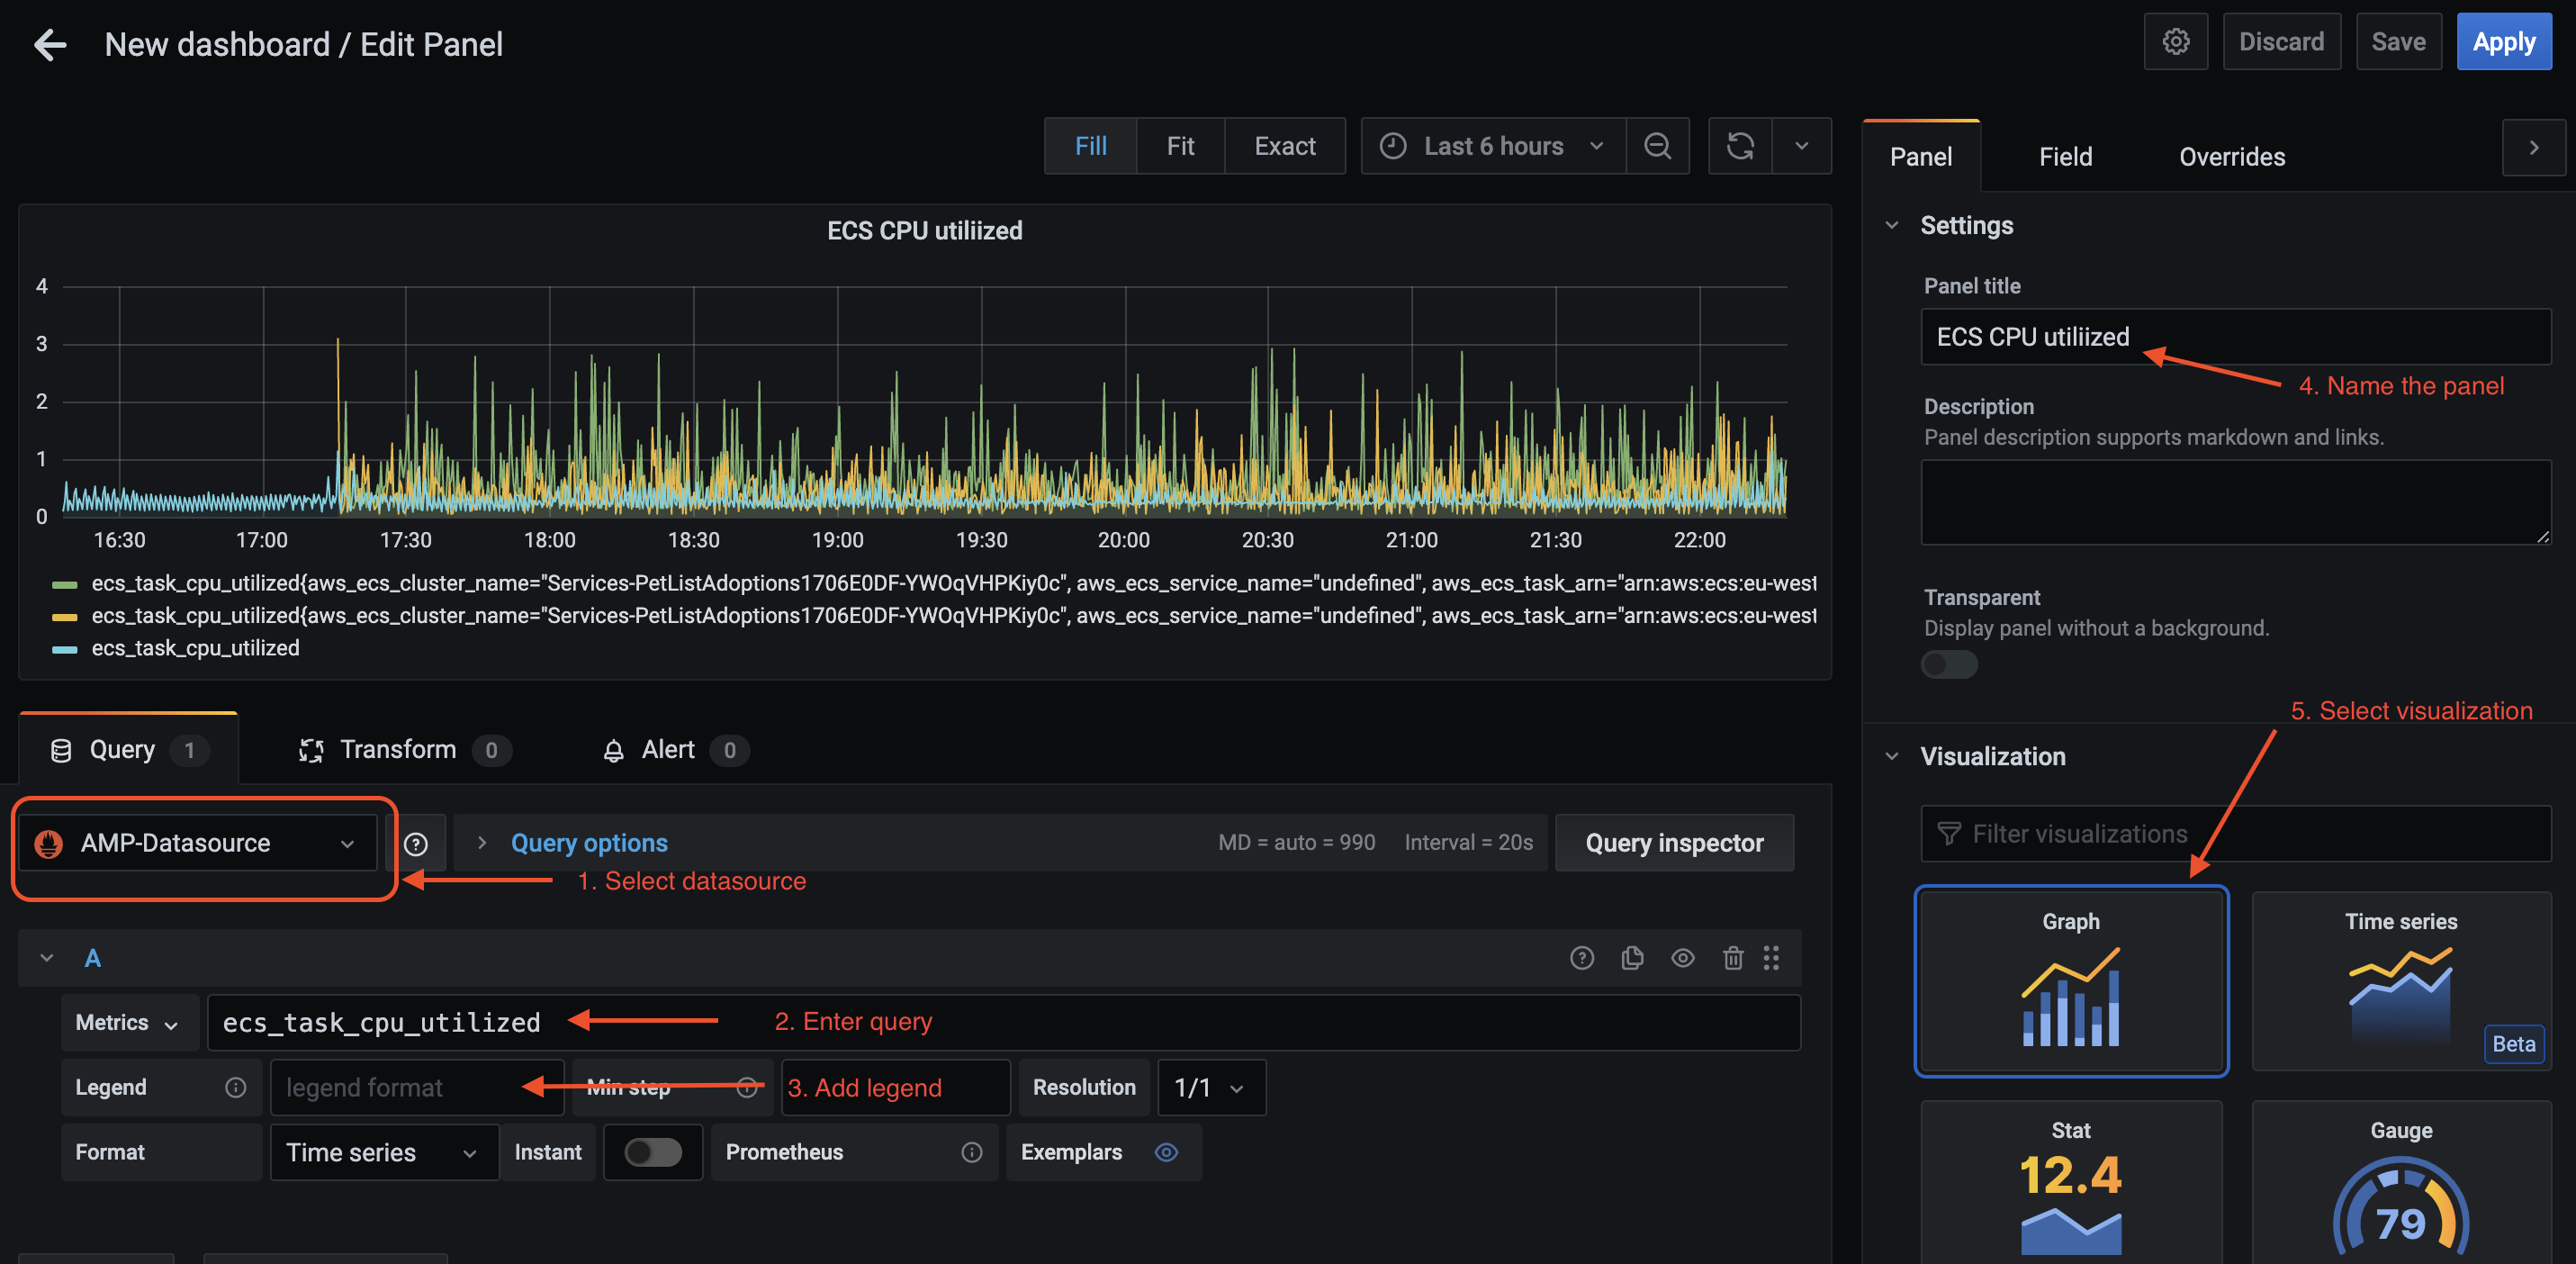 New dashboard / Edit Panel
Discard
Save
Apply
Fill
Fit
Exact
Last 6 hours
Panel
Field
Overrides
ECS CPU utiliized
4
3
2
1
0
16:30
17:00
17:30
18:00
18:30
19:00
19:30
20:00
20:30
21:00
21:30
22:00
ecs_task_cpu_utilized{aws_ecs_cluster_name="Services-PetListAdoptions1706E0DF-YWOqVHPKiy0c", aws_ecs_service_name="undefined", aws_ecs_task_arn="arn:aws:ecs:eu-west
ecs_task_cpu_utilized{aws_ecs_cluster_name="Services-PetListAdoptions1706E0DF-YWOqVHPKiy0c", aws_ecs_service_name="undefined", aws_ecs_task_arn="arn:aws:ecs:eu-west
ecs_task_cpu_utilized
Query 1
Transform 0
Alert 0
AMP-Datasource
Query options
MD = auto = 990
Interval = 20s
Query inspector
1. Select datasource
A
Metrics
ecs_task_cpu_utilized
2. Enter query
Legend
legend format
Min step
3. Add legend
Resolution
1/1
Format
Time series
Instant
Prometheus
Exemplars
Settings
Panel title
ECS CPU utiliized
4. Name the panel
Description
Panel description supports markdown and links.
Transparent
Display panel without a background.
5. Select visualization
Visualization
Filter visualizations
Graph
Time series
Beta
Stat
12.4
Gauge
79